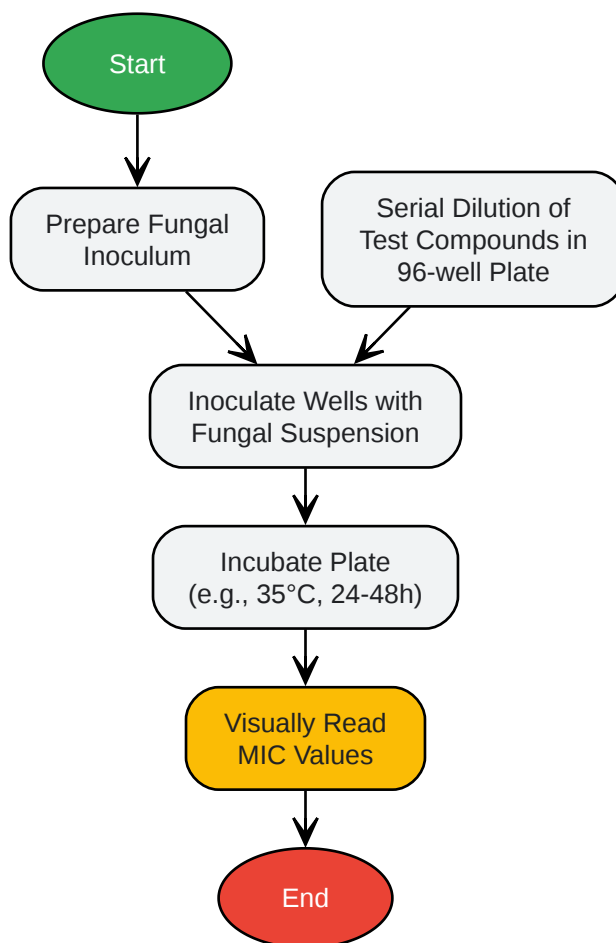 Start
Prepare Fungal
Inoculum
Serial Dilution of
Test Compounds in
96-well Plate
Inoculate Wells with
Fungal Suspension
Incubate Plate
(e.g., 35°C, 24-48h)
Visually Read
MIC Values
End